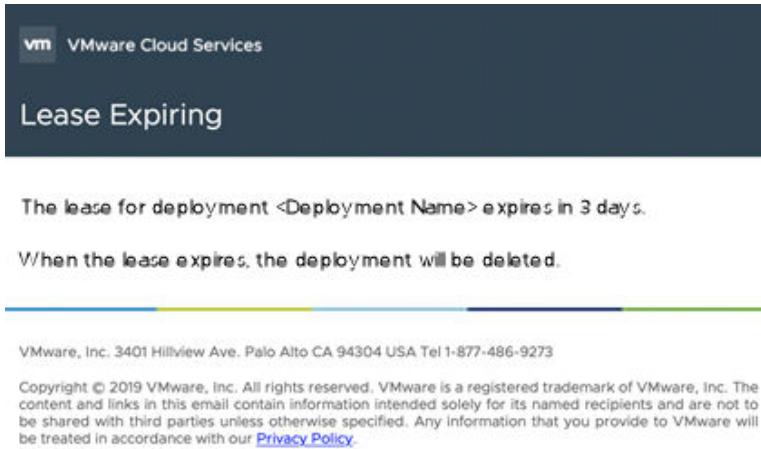 vm VMware Cloud Services
Lease Expiring
The lease for deployment <Deployment Name> expires in 3 days.
When the lease expires, the deployment will be deleted.
VMware, Inc. 3401 Hillview Ave. Palo Alto CA 94304 USA Tel 1-877-486-9273
Copyright © 2019 VMware, Inc. All rights reserved. VMware is a registered trademark of VMware, Inc. The
content and links in this email contain information intended solely for its named recipients and are not to
be shared with third parties unless otherwise specified. Any information that you provide to VMware will
be treated in accordance with our Privacy Policy.